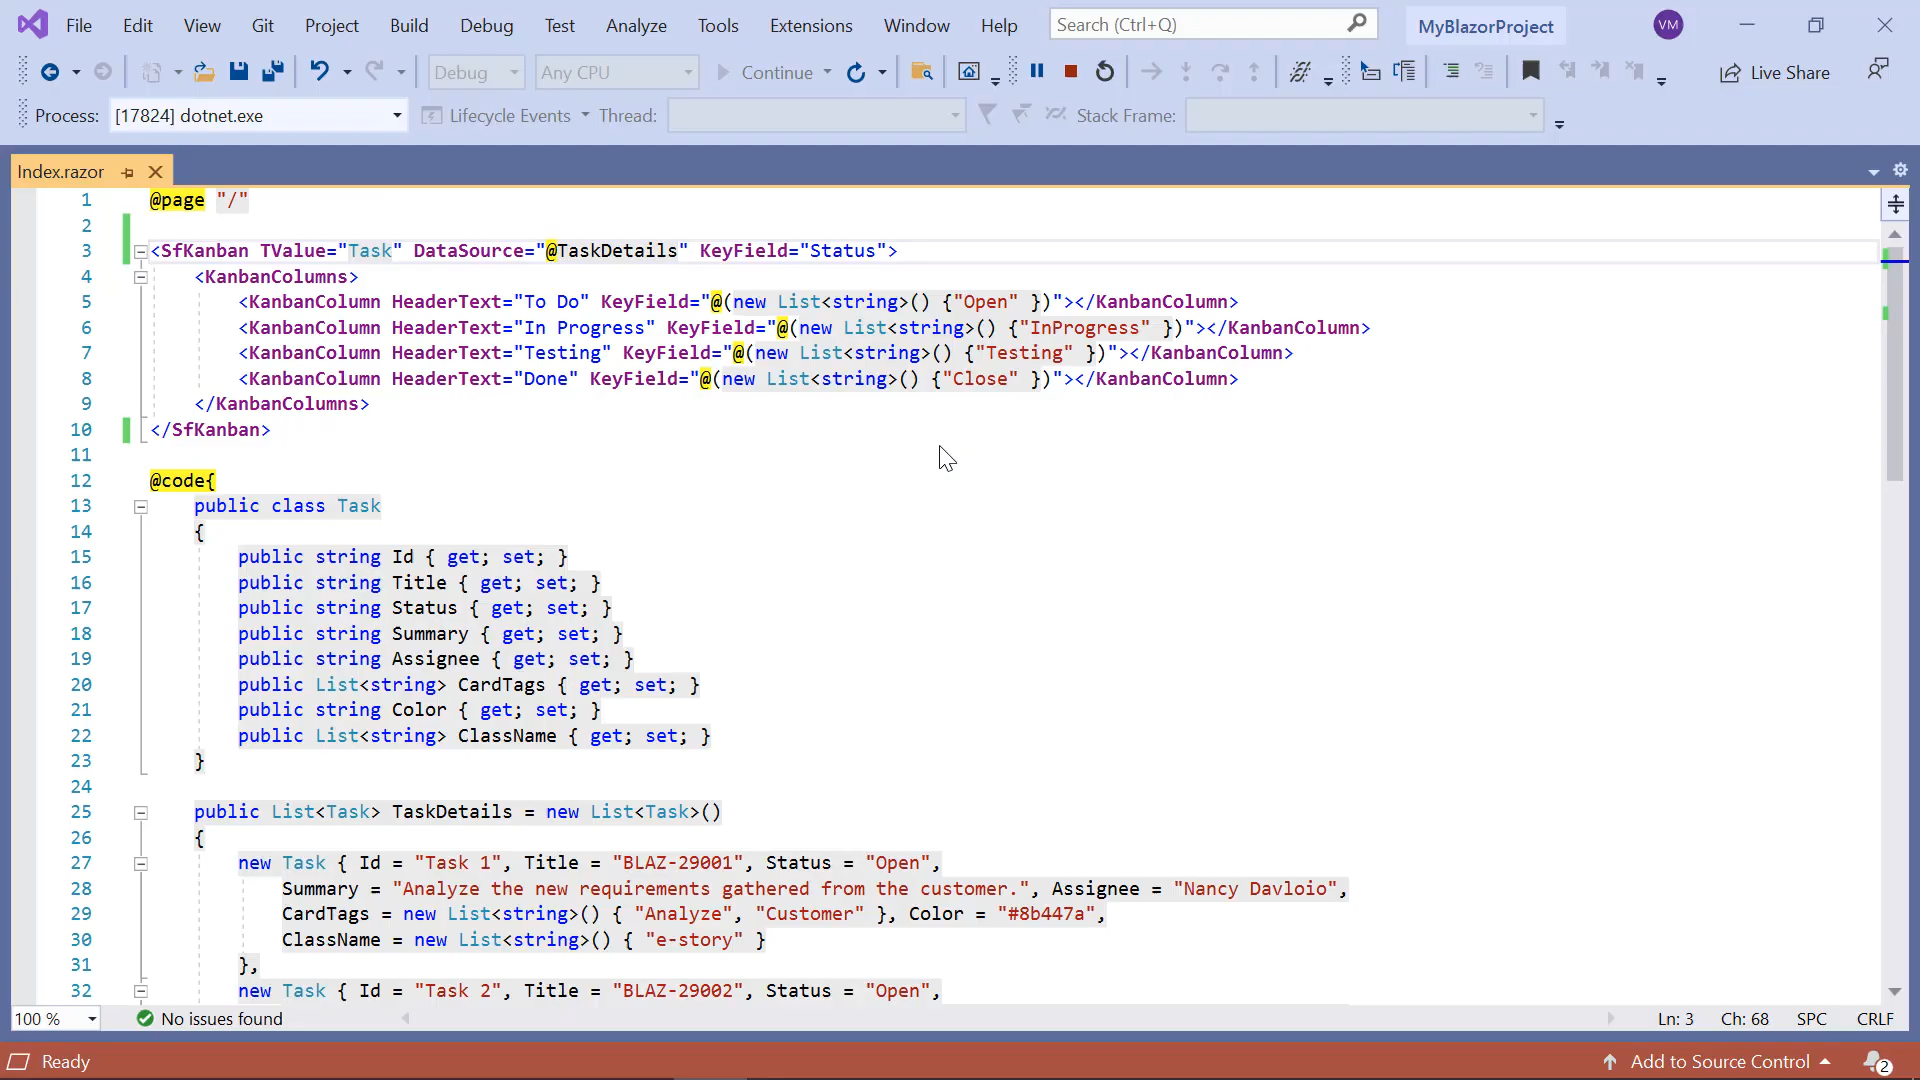 File Edit View Git Project Build Debug Test Analyze Tools Extensions Window Help Search (Ctrl+Q) MyBlazorProject VM
Debug Any CPU Continue Live Share
Process: [17824] dotnet.exe Lifecycle Events Thread: Stack Frame:
Index.razor
1 @page "/"
2
3 <SfKanban TValue="Task" DataSource="@TaskDetails" KeyField="Status">
4 <KanbanColumns>
5 <KanbanColumn HeaderText="To Do" KeyField="@(new List<string>() {"Open" })"></KanbanColumn>
6 <KanbanColumn HeaderText="In Progress" KeyField="@(new List<string>() {"InProgress" })"></KanbanColumn>
7 <KanbanColumn HeaderText="Testing" KeyField="@(new List<string>() {"Testing" })"></KanbanColumn>
8 <KanbanColumn HeaderText="Done" KeyField="@(new List<string>() {"Close" })"></KanbanColumn>
9 </KanbanColumns>
10 </SfKanban>
11
12 @code{
13 public class Task
14 {
15 public string Id { get; set; }
16 public string Title { get; set; }
17 public string Status { get; set; }
18 public string Summary { get; set; }
19 public string Assignee { get; set; }
20 public List<string> CardTags { get; set; }
21 public string Color { get; set; }
22 public List<string> ClassName { get; set; }
23 }
24
25 public List<Task> TaskDetails = new List<Task>()
26 {
27 new Task { Id = "Task 1", Title = "BLAZ-29001", Status = "Open",
28 Summary = "Analyze the new requirements gathered from the customer.", Assignee = "Nancy Davloio",
29 CardTags = new List<string>() { "Analyze", "Customer" }, Color = "#8b447a",
30 ClassName = new List<string>() { "e-story" }
31 },
32 new Task { Id = "Task 2", Title = "BLAZ-29002", Status = "Open",
100 % No issues found Ln: 3 Ch: 68 SPC CRLF
Ready Add to Source Control 2